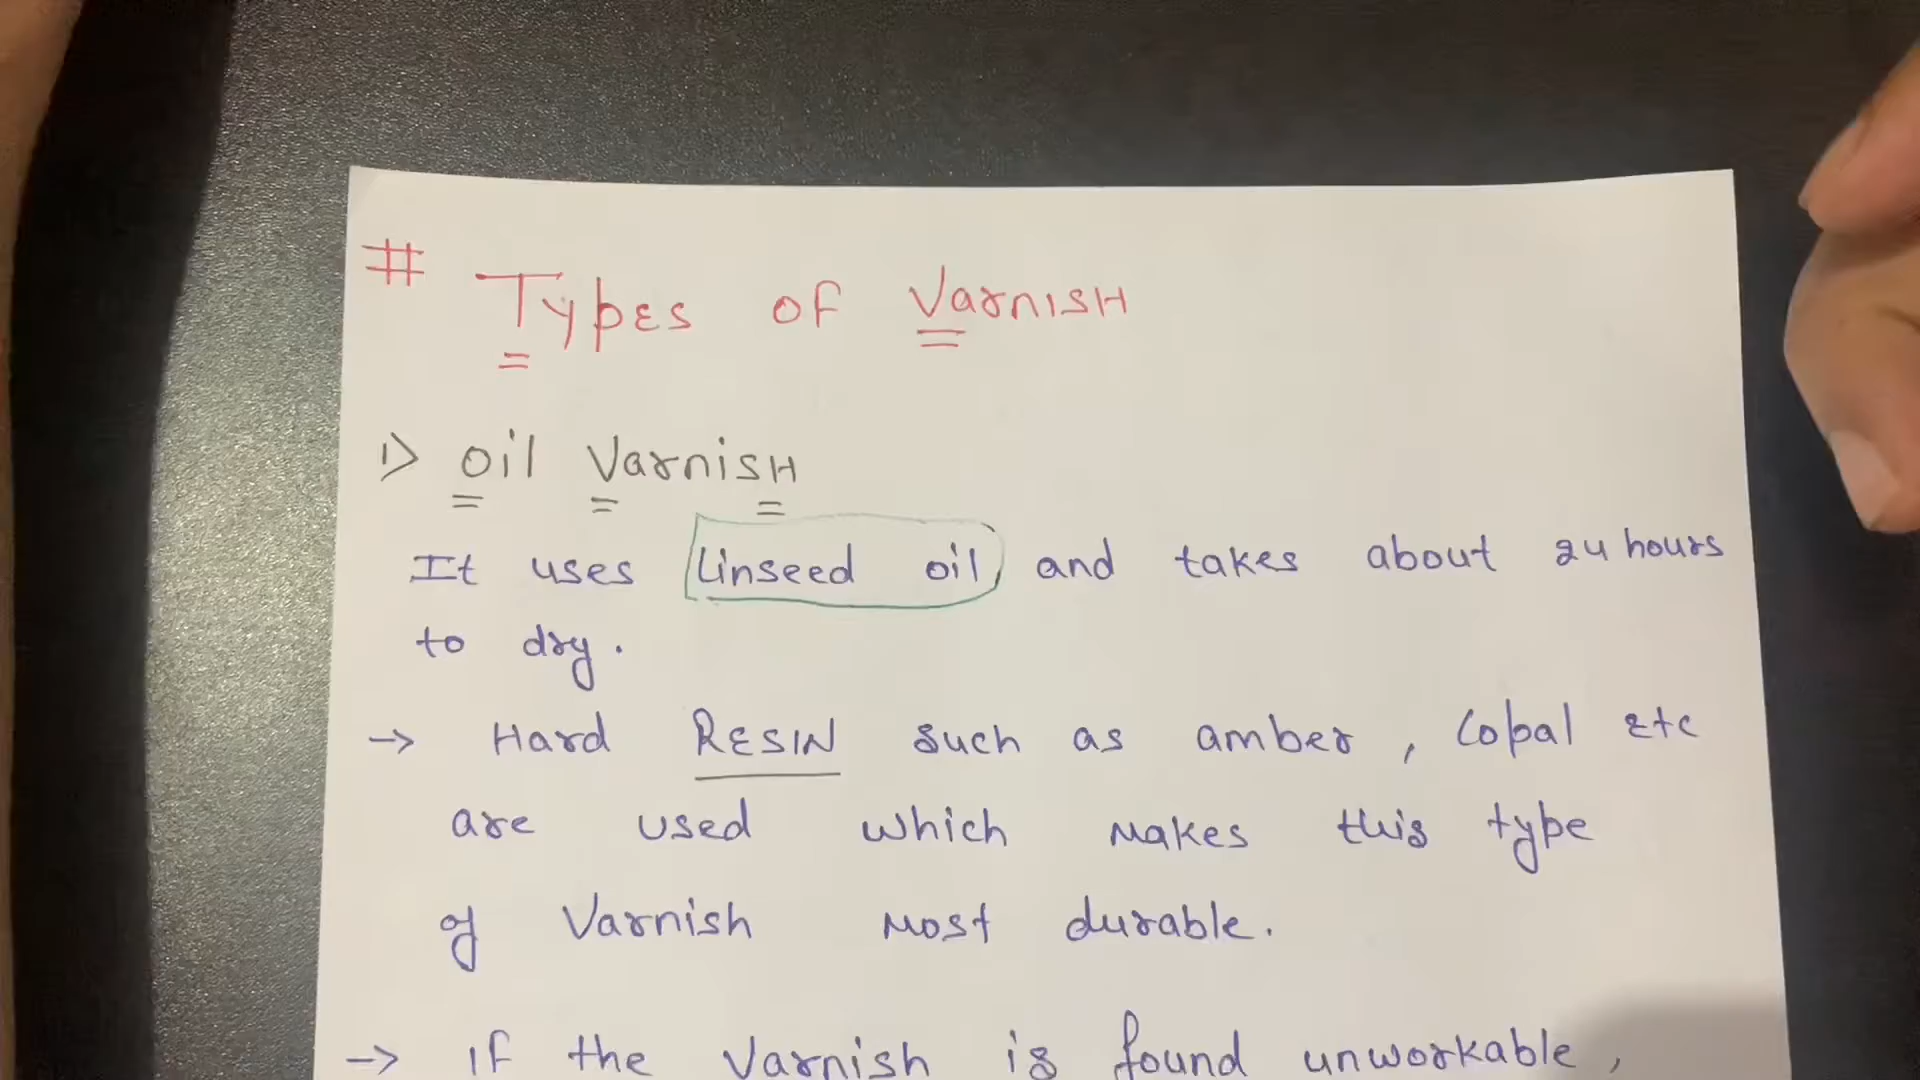 # Types of Varnish
1> Oil Varnish
It uses Linseed oil and takes about 24 hours
to dry.
→ Hard RESIN such as amber, Copal etc
are used which makes this type
of Varnish most durable.
→ If the Varnish is found unworkable,